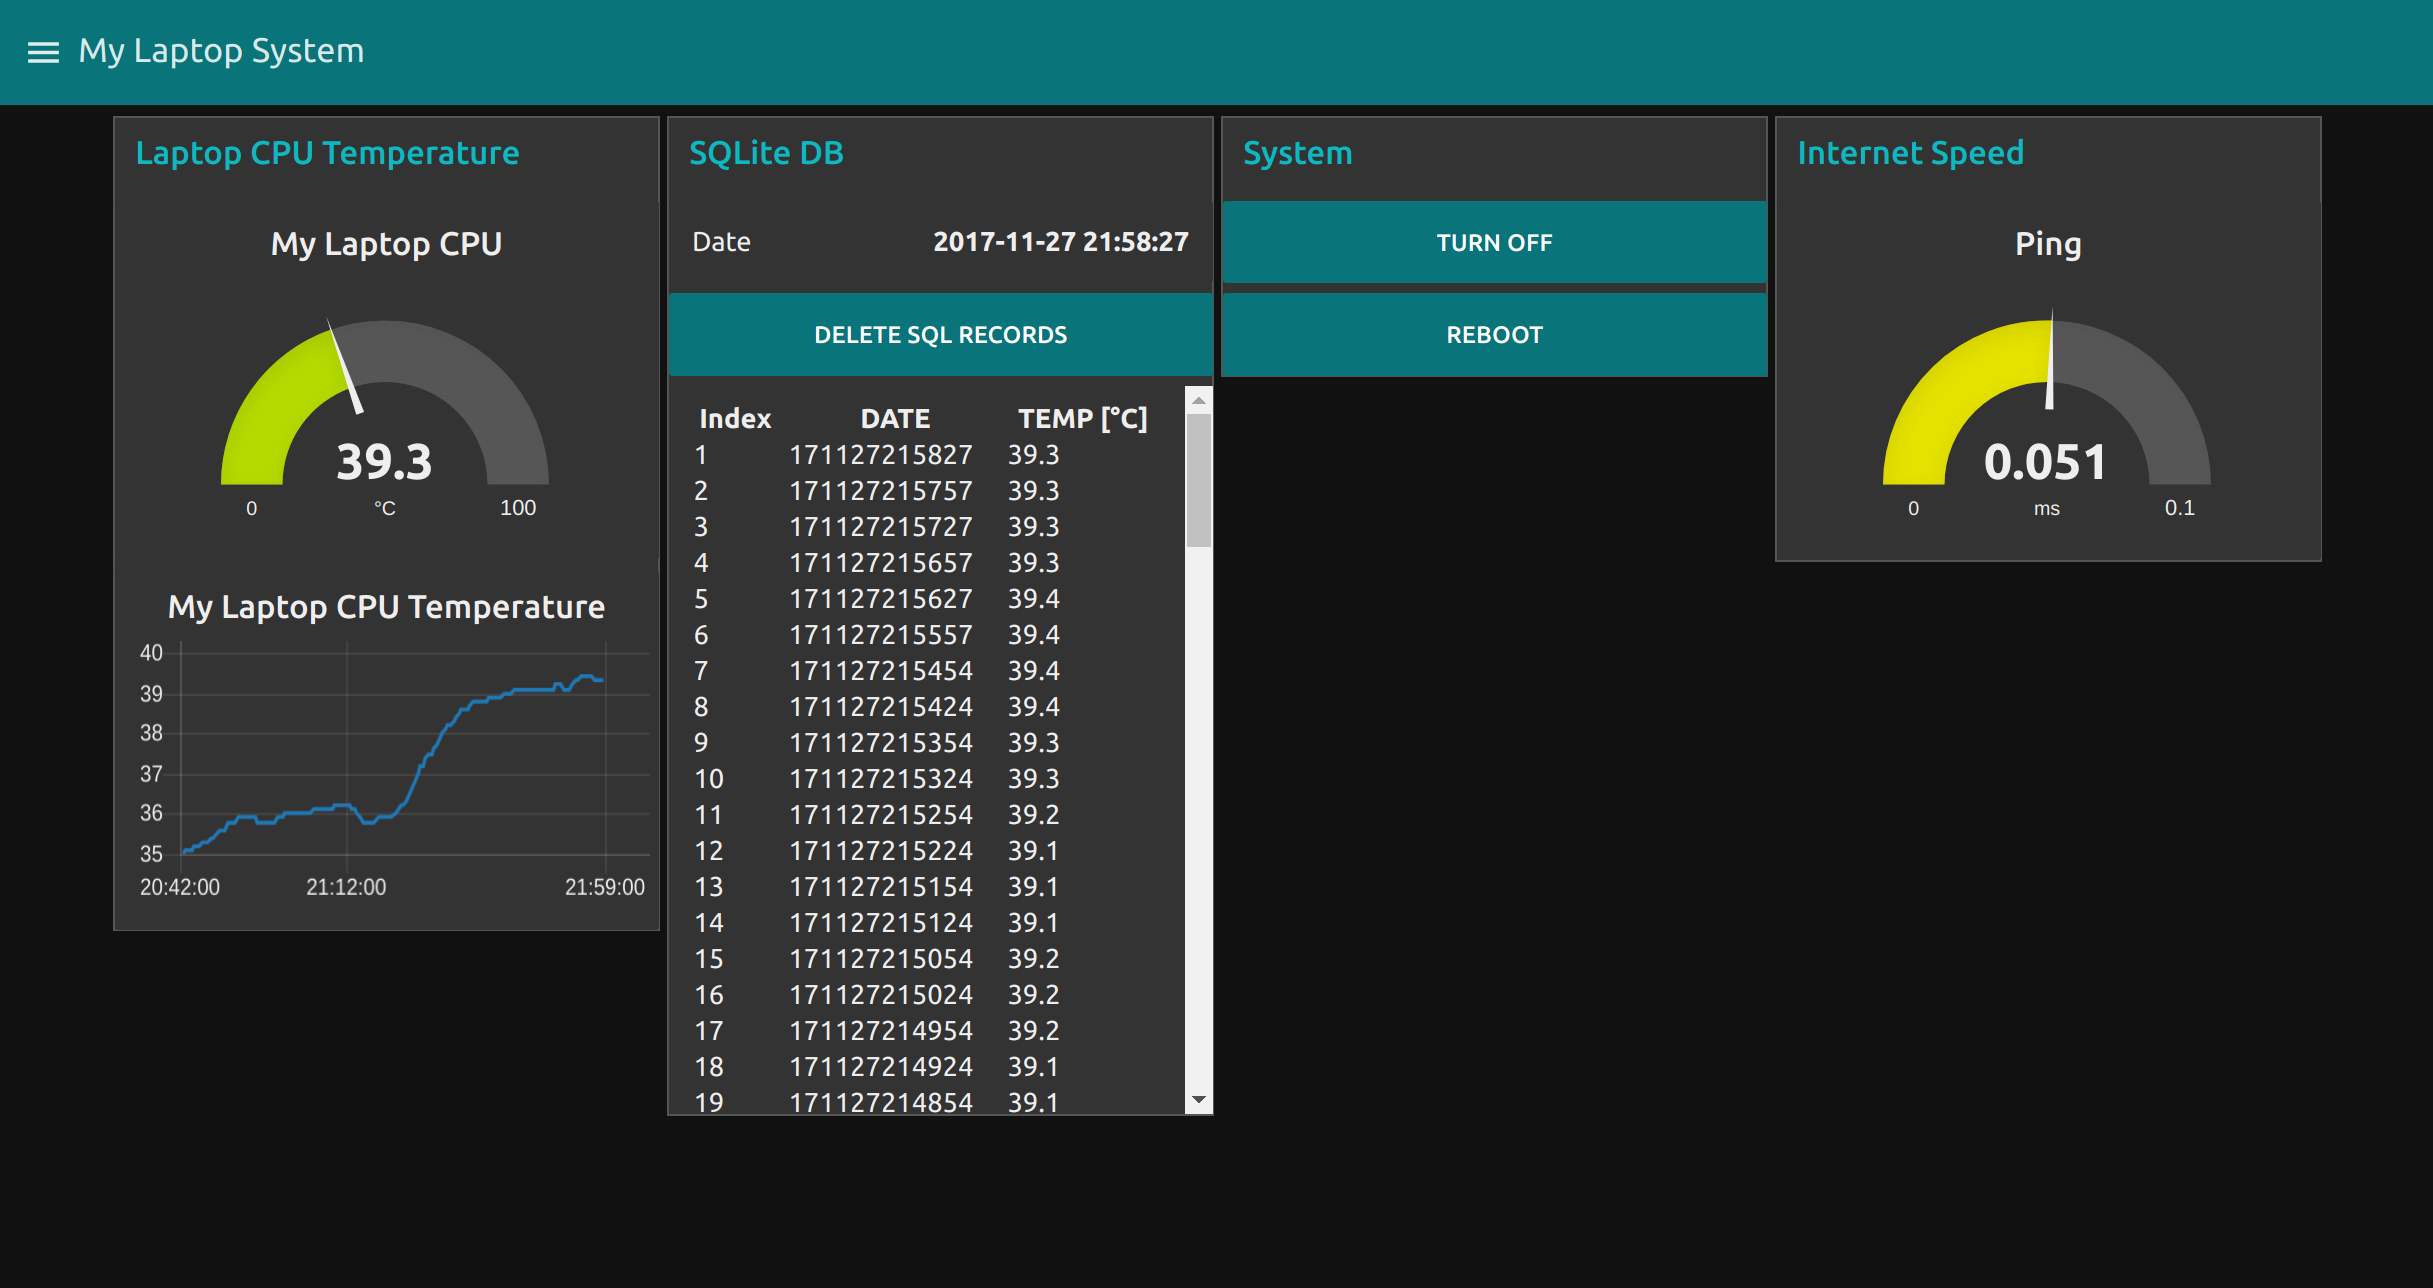 My Laptop System
Laptop CPU Temperature
My Laptop CPU
39.3
0 °C 100
My Laptop CPU Temperature
40
39
38
37
36
35
20:42:00 21:12:00 21:59:00
SQLite DB
Date 2017-11-27 21:58:27
DELETE SQL RECORDS
Index DATE TEMP [°C]
1 171127215827 39.3
2 171127215757 39.3
3 171127215727 39.3
4 171127215657 39.3
5 171127215627 39.4
6 171127215557 39.4
7 171127215454 39.4
8 171127215424 39.4
9 171127215354 39.3
10 171127215324 39.3
11 171127215254 39.2
12 171127215224 39.1
13 171127215154 39.1
14 171127215124 39.1
15 171127215054 39.2
16 171127215024 39.2
17 171127214954 39.2
18 171127214924 39.1
19 171127214854 39.1
System
TURN OFF
REBOOT
Internet Speed
Ping
0.051
0 ms 0.1